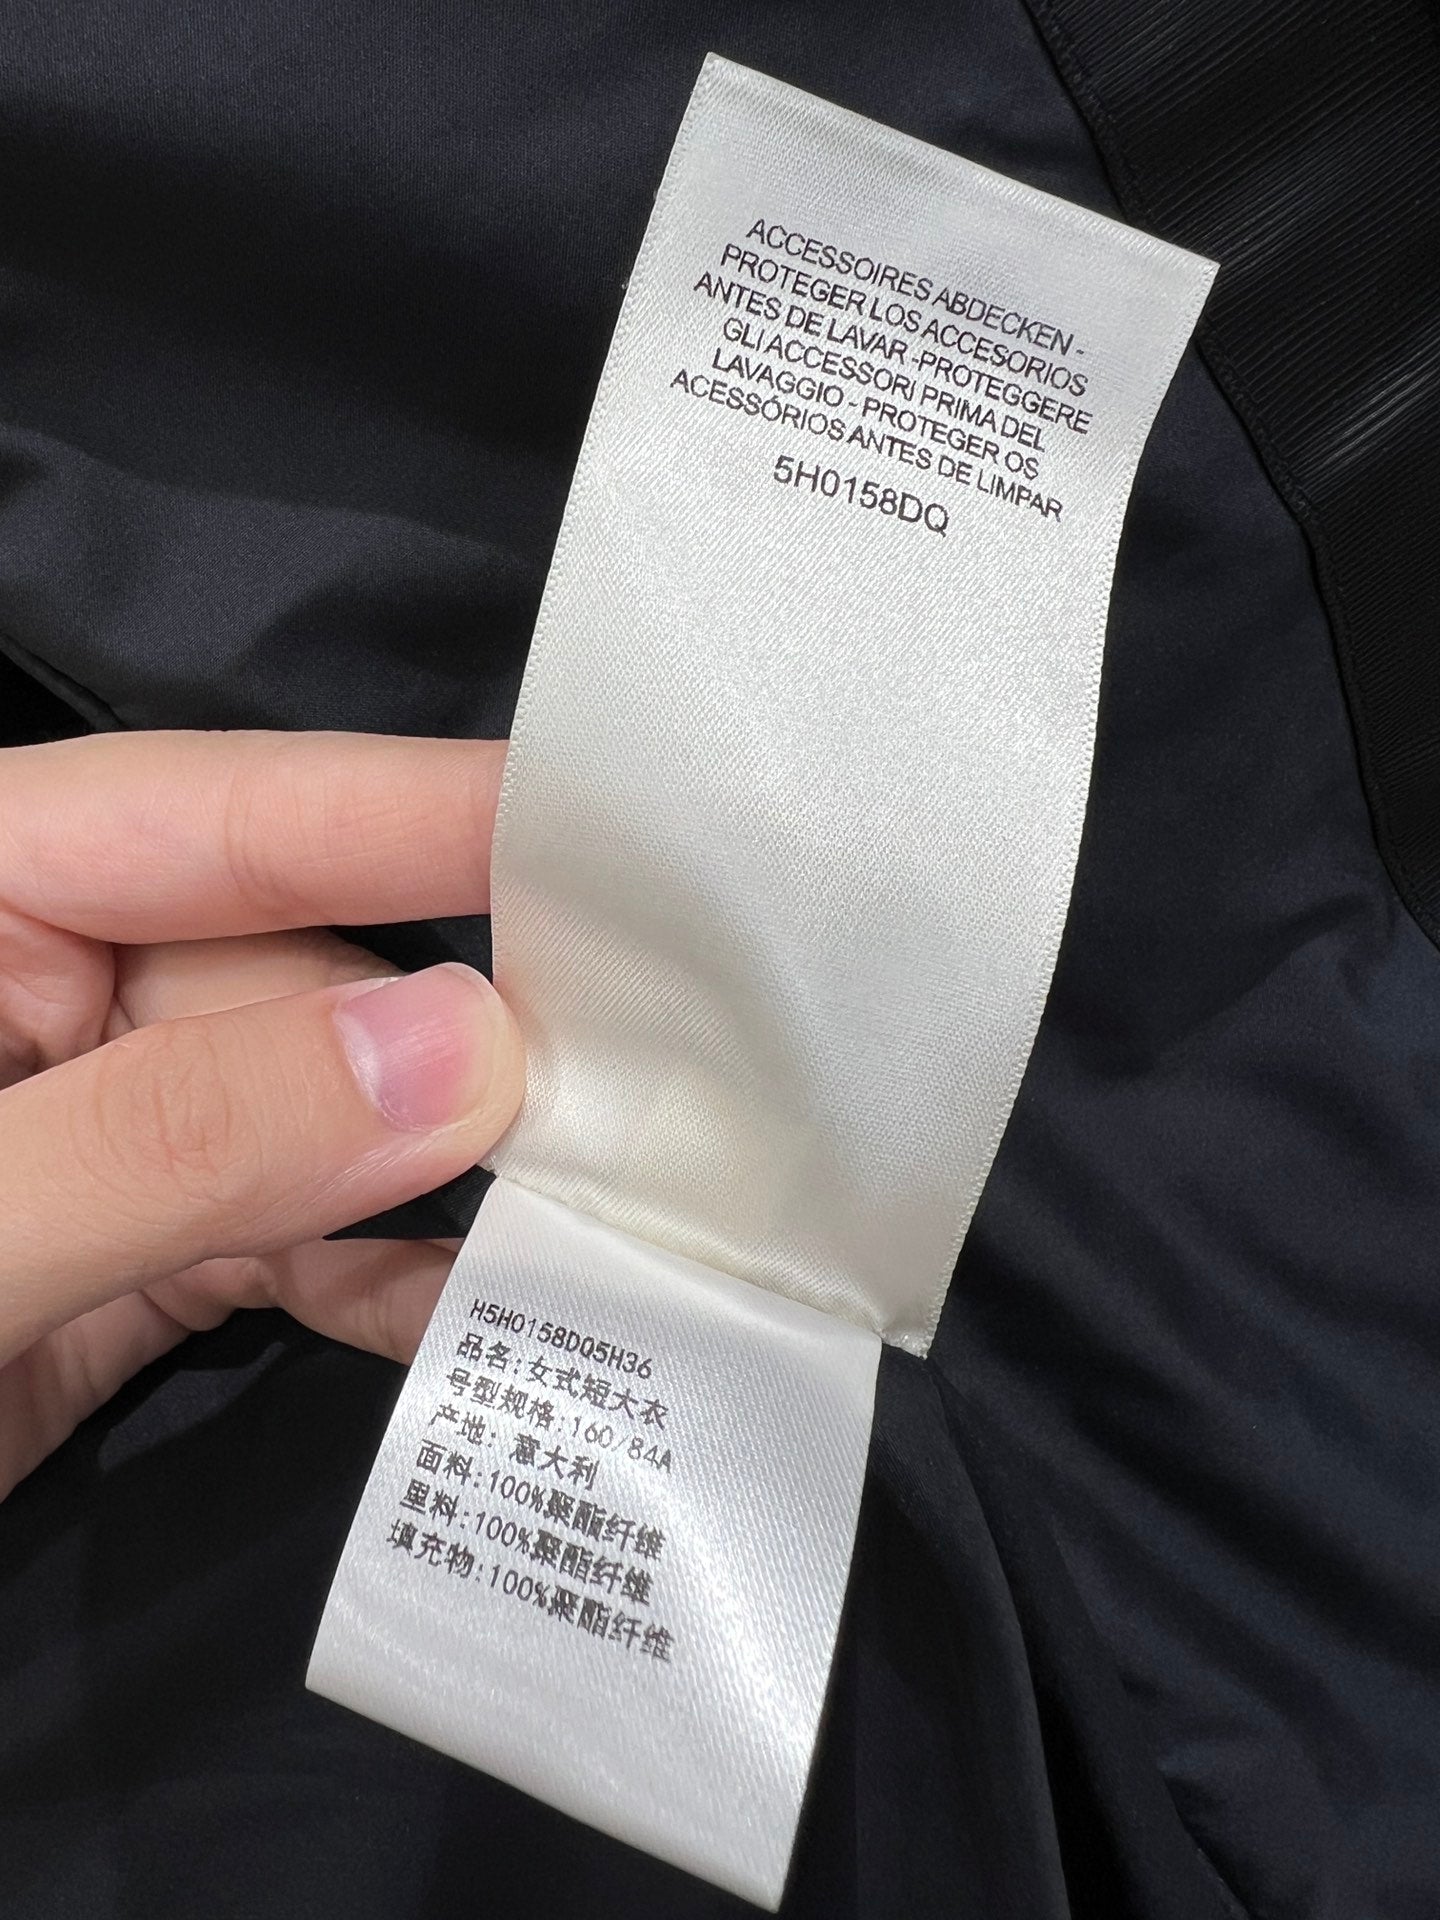 ACCESSOIRES ABDECKEN -
PROTEGER LOS ACCESORIOS
ANTES DE LAVAR -PROTEGGERE
GLI ACCESSORI PRIMA DEL
LAVAGGIO - PROTEGER OS
ACESSÓRIOS ANTES DE LIMPAR
5H0158DQ
H5H0158DQ5H36
品名:女式短大衣
号型规格:160/84A
产地: 意大利
面料:100%聚酯纤维
里料:100%聚酯纤维
填充物:100%聚酯纤维